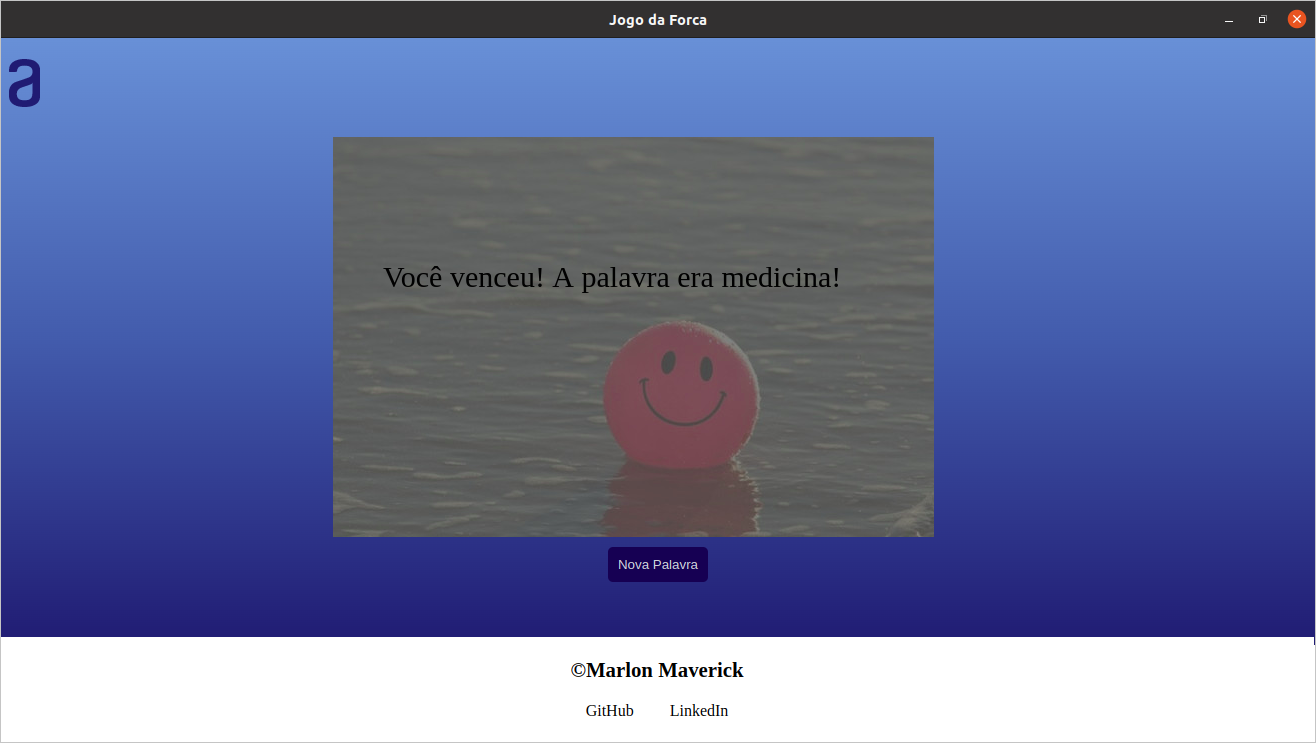 Jogo da Forca
a
Você venceu! A palavra era medicina!
Nova Palavra
©Marlon Maverick
GitHub LinkedIn